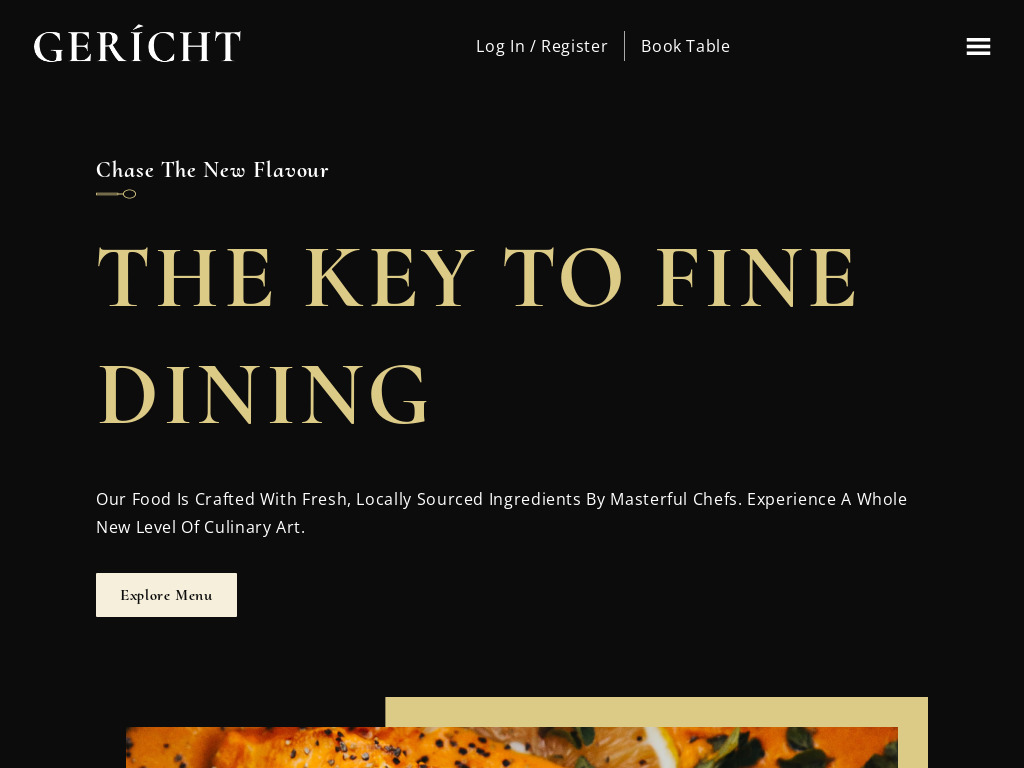 GERÍCHT
Log In / Register
Book Table
Chase The New Flavour
THE KEY TO FINE
DINING
Our Food Is Crafted With Fresh, Locally Sourced Ingredients By Masterful Chefs. Experience A Whole
New Level Of Culinary Art.
Explore Menu